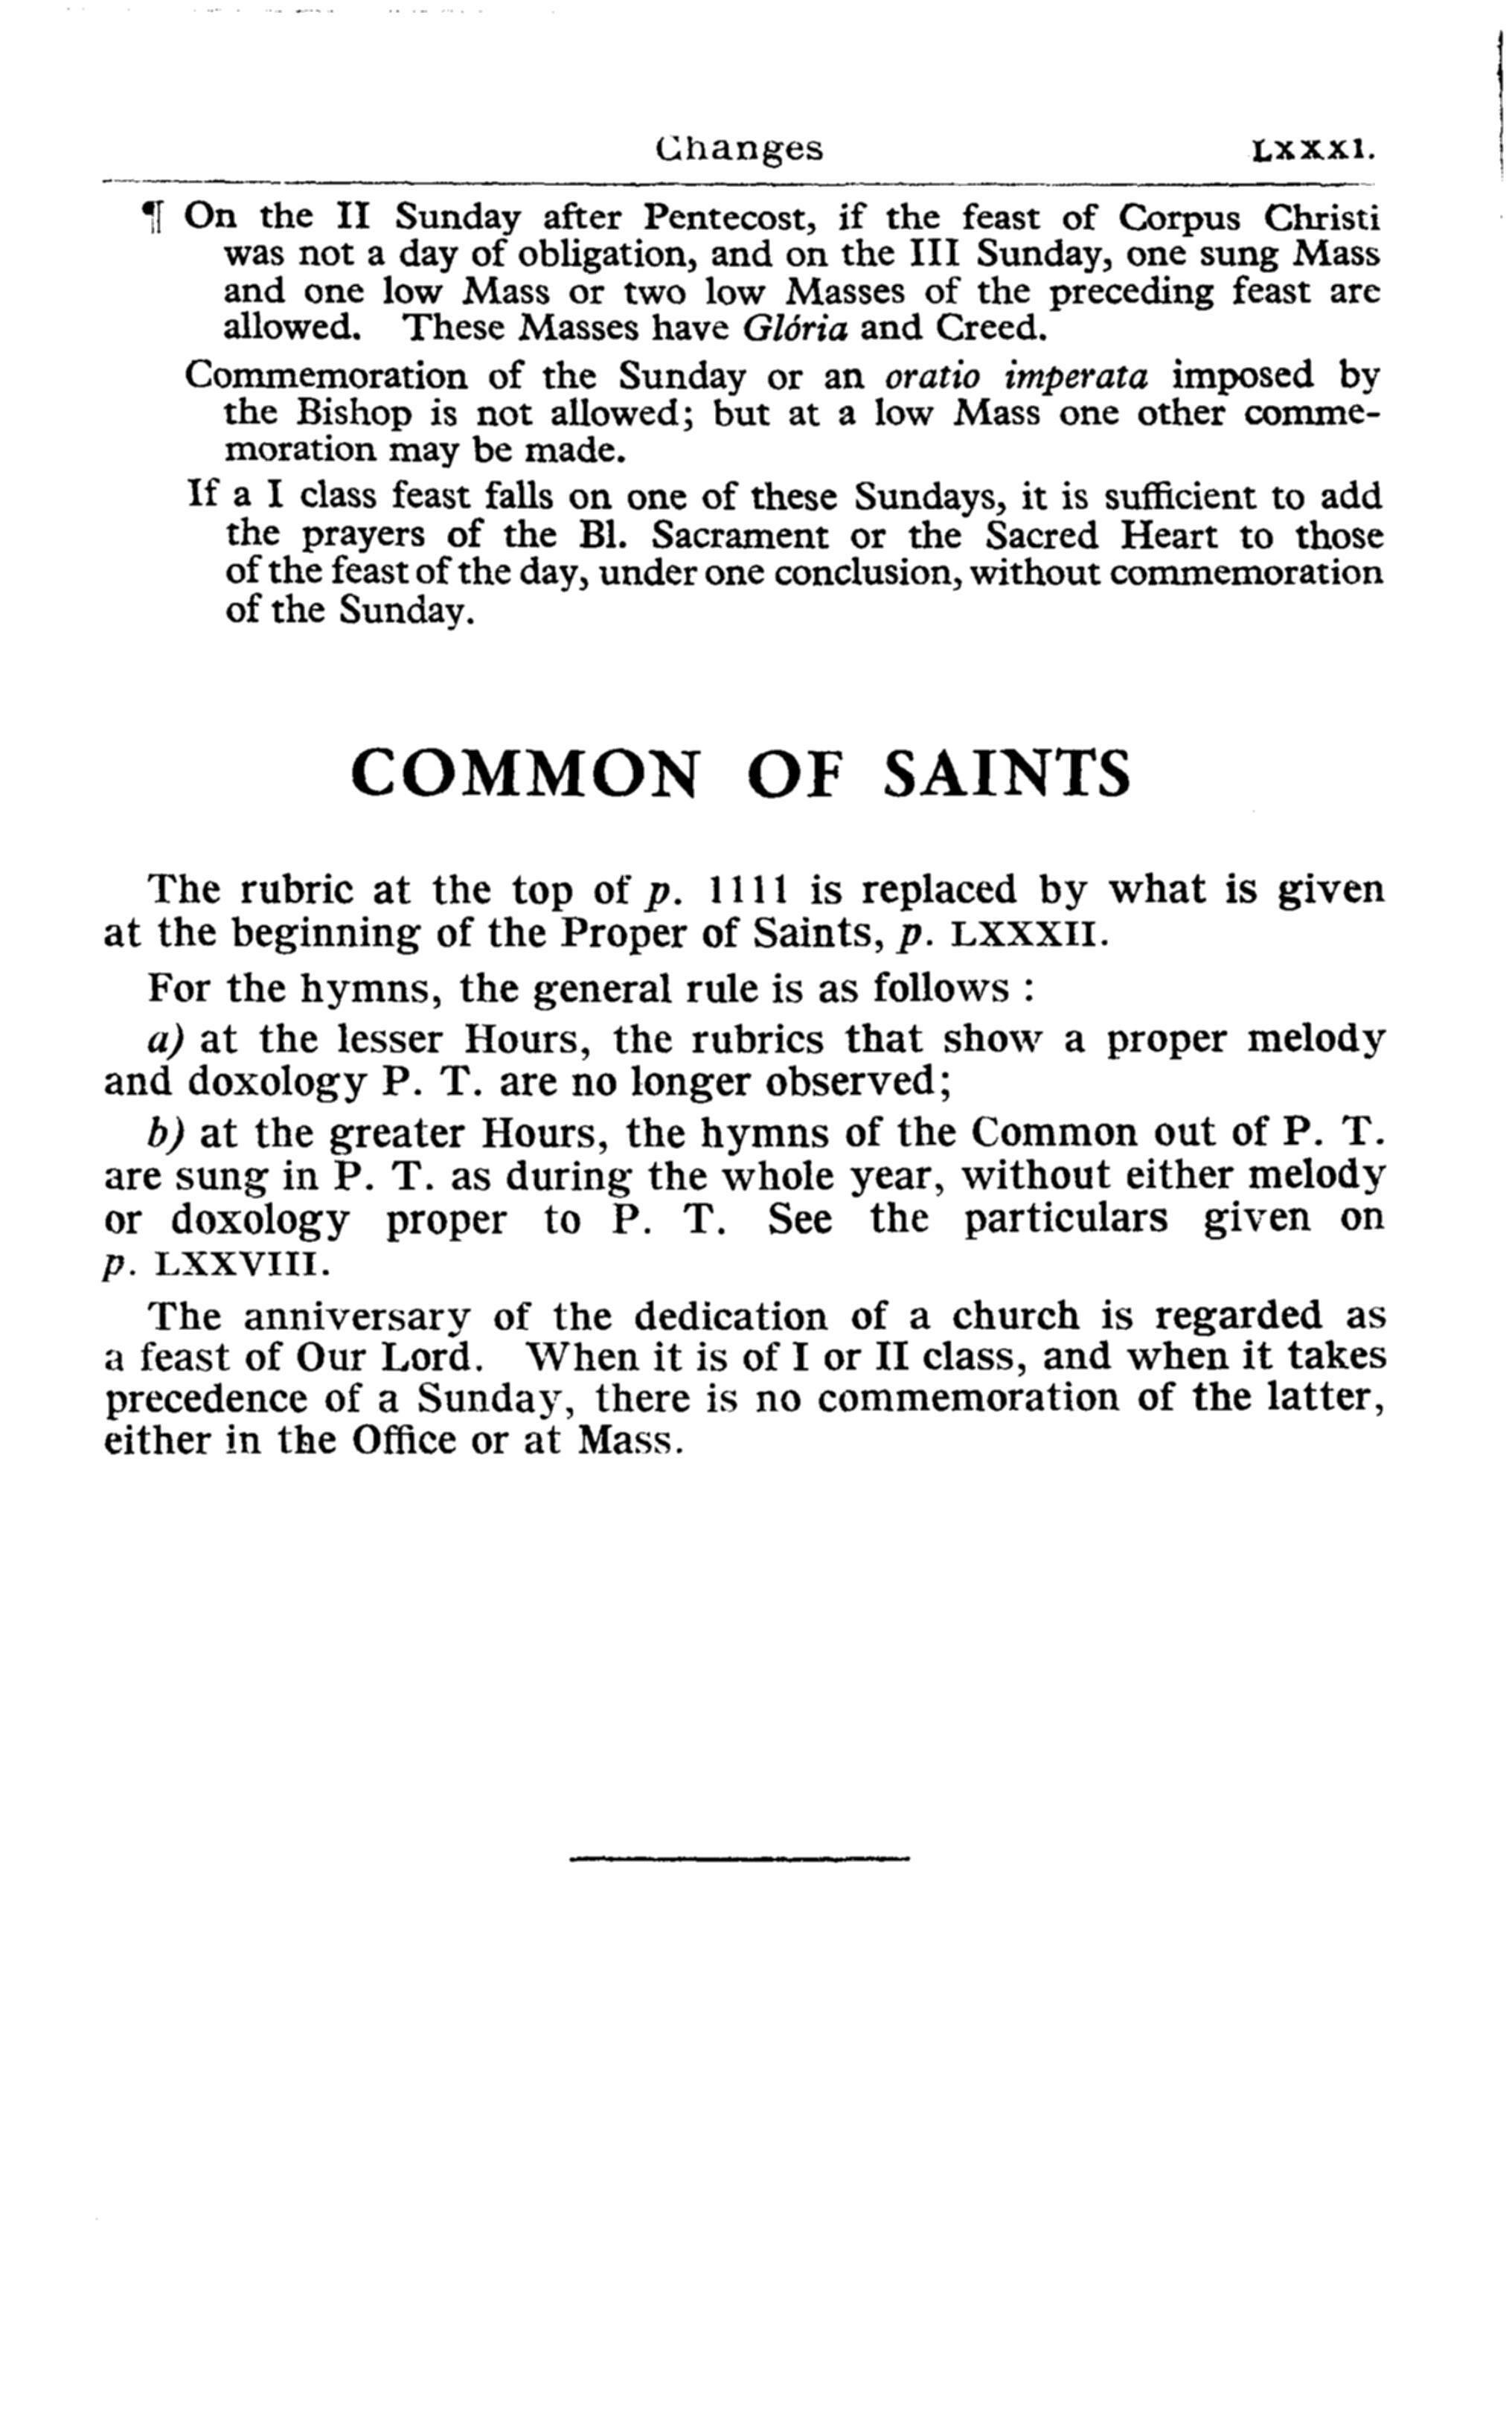 Changes LXXXI.
¶ On the II Sunday after Pentecost, if the feast of Corpus Christi
was not a day of obligation, and on the III Sunday, one sung Mass
and one low Mass or two low Masses of the preceding feast are
allowed. These Masses have Glória and Creed.
Commemoration of the Sunday or an oratio imperata imposed by
the Bishop is not allowed; but at a low Mass one other comme-
moration may be made.
If a I class feast falls on one of these Sundays, it is sufficient to add
the prayers of the Bl. Sacrament or the Sacred Heart to those
of the feast of the day, under one conclusion, without commemoration
of the Sunday.
COMMON OF SAINTS
The rubric at the top of p. 1111 is replaced by what is given
at the beginning of the Proper of Saints, p. LXXXII.
For the hymns, the general rule is as follows :
a) at the lesser Hours, the rubrics that show a proper melody
and doxology P. T. are no longer observed;
b) at the greater Hours, the hymns of the Common out of P. T.
are sung in P. T. as during the whole year, without either melody
or doxology proper to P. T. See the particulars given on
p. LXXVIII.
The anniversary of the dedication of a church is regarded as
a feast of Our Lord. When it is of I or II class, and when it takes
precedence of a Sunday, there is no commemoration of the latter,
either in the Office or at Mass.